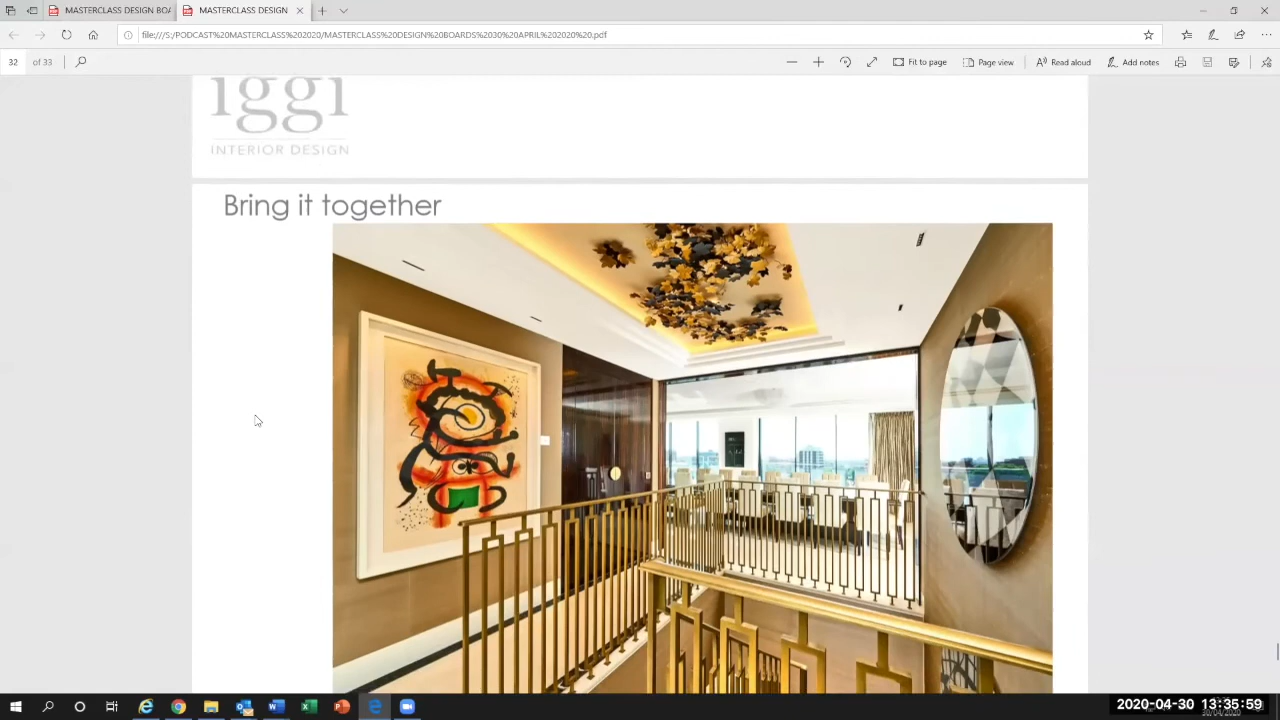 MASTERCLASS DESIGN BOA
MASTERCLASS DESIGN
file:///S:/PODCAST%20MASTERCLASS%202020/MASTERCLASS%20DESIGN%20BOARDS%2030%20APRIL%202020%20.pdf
32 of 33
Fit to page
Page view
Read aloud
Add notes
iggi
INTERIOR DESIGN
Bring it together
2020-04-30 13:35:59